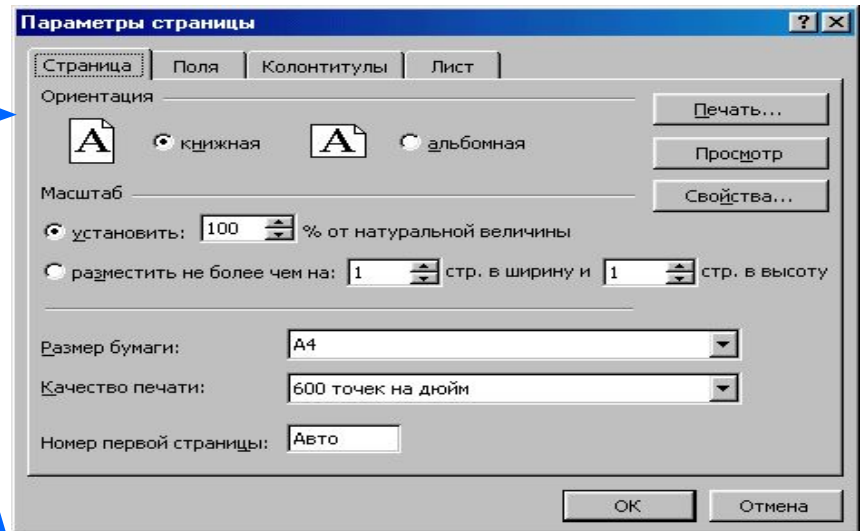 Параметры страницы
Страница Поля Колонтитулы Лист
Ориентация
Печать...
A книжная A альбомная
Просмотр
Масштаб
Свойства...
установить: 100 % от натуральной величины
разместить не более чем на: 1 стр. в ширину и 1 стр. в высоту
Размер бумаги: A4
Качество печати: 600 точек на дюйм
Номер первой страницы: Авто
ОК Отмена